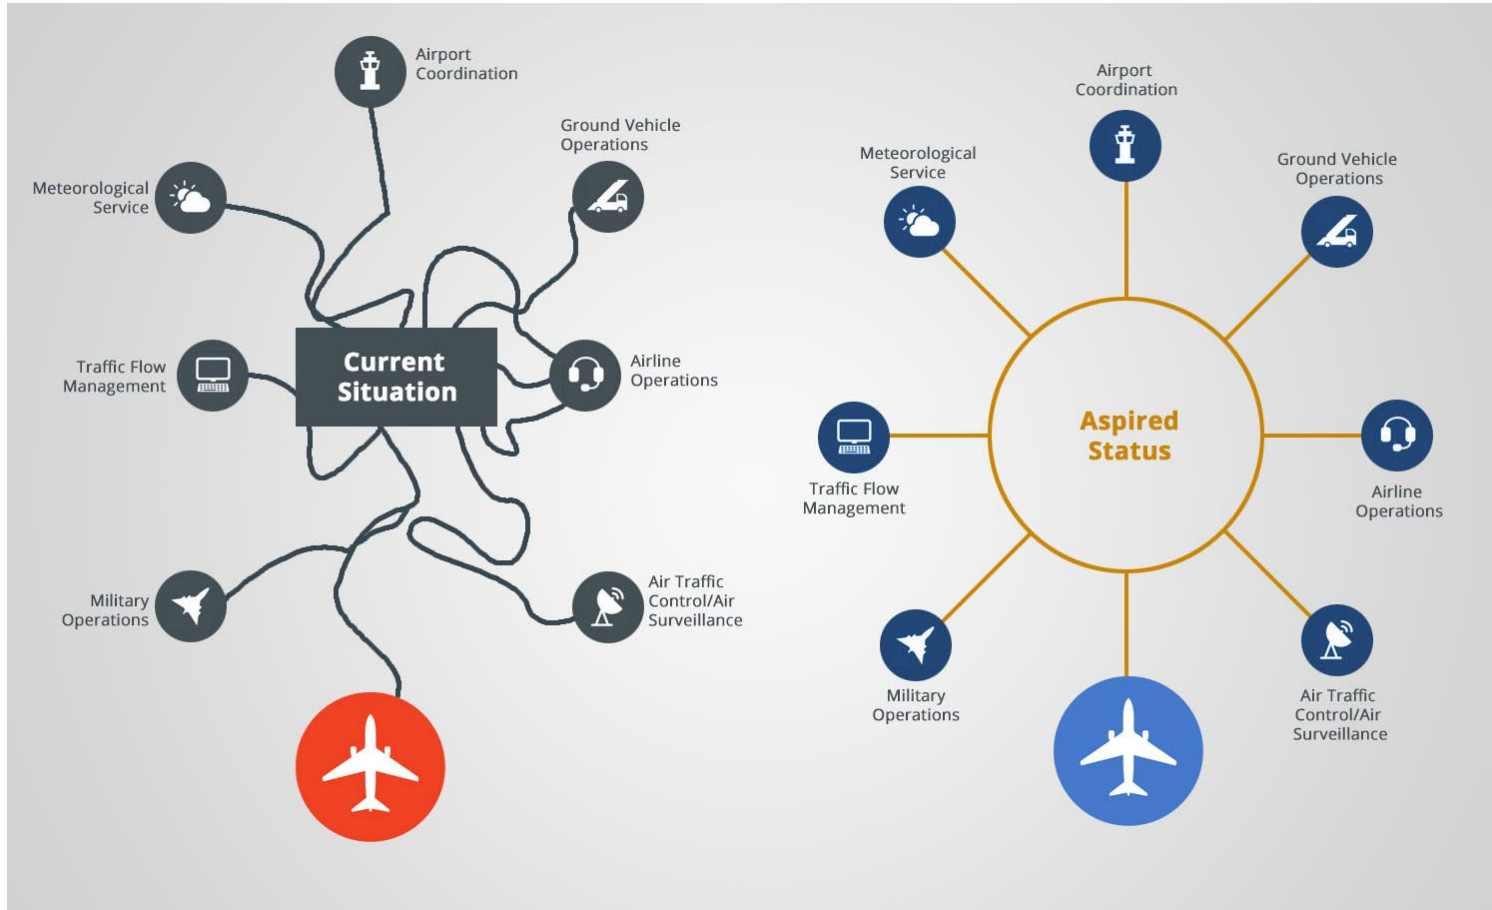 Airport
Coordination
Ground Vehicle
Operations
Meteorological
Service
Traffic Flow
Management
Current
Situation
Airline
Operations
Military
Operations
Air Traffic
Control/Air
Surveillance
Airport
Coordination
Meteorological
Service
Ground Vehicle
Operations
Aspired
Status
Traffic Flow
Management
Airline
Operations
Military
Operations
Air Traffic
Control/Air
Surveillance